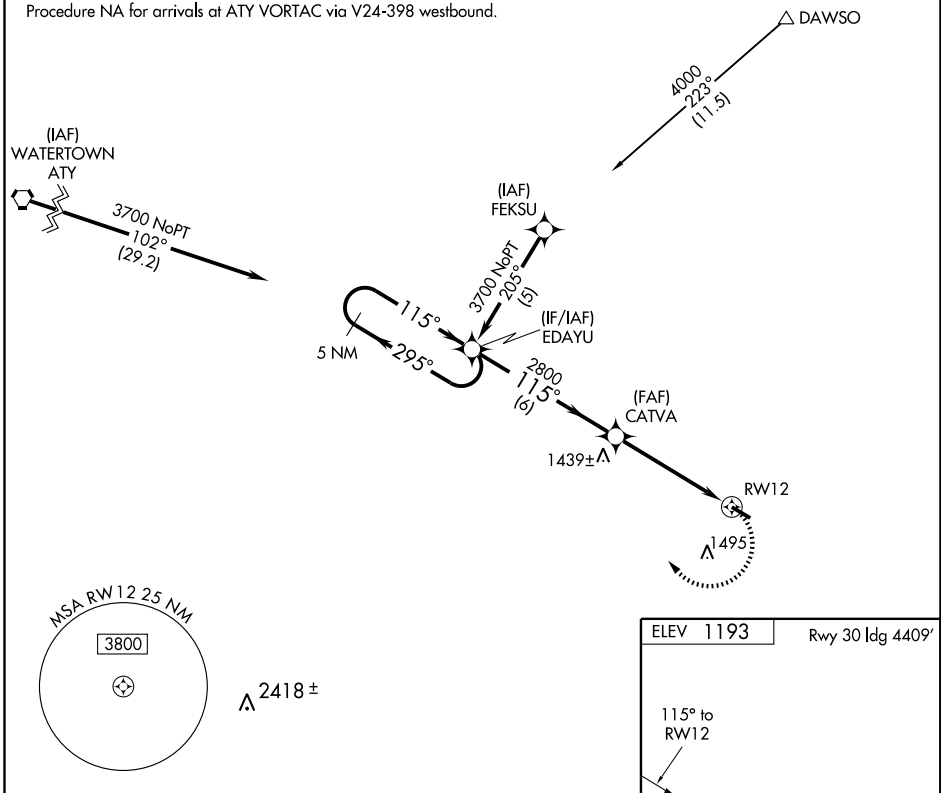 Procedure NA for arrivals at ATY VORTAC via V24-398 westbound.
DAWSO
4000
223°
(11.5)
(IAF)
WATERTOWN
ATY
3700 NoPT
102°
(29.2)
(IAF)
FEKSU
3700 NoPT
205°
(5)
(IF/IAF)
EDAYU
115°
295°
5 NM
2800
115°
(6)
(FAF)
CATVA
1439±
RW12
1495
MSA RW12 25 NM
3800
2418 ±
ELEV 1193
Rwy 30 ldg 4409'
115° to
RW12